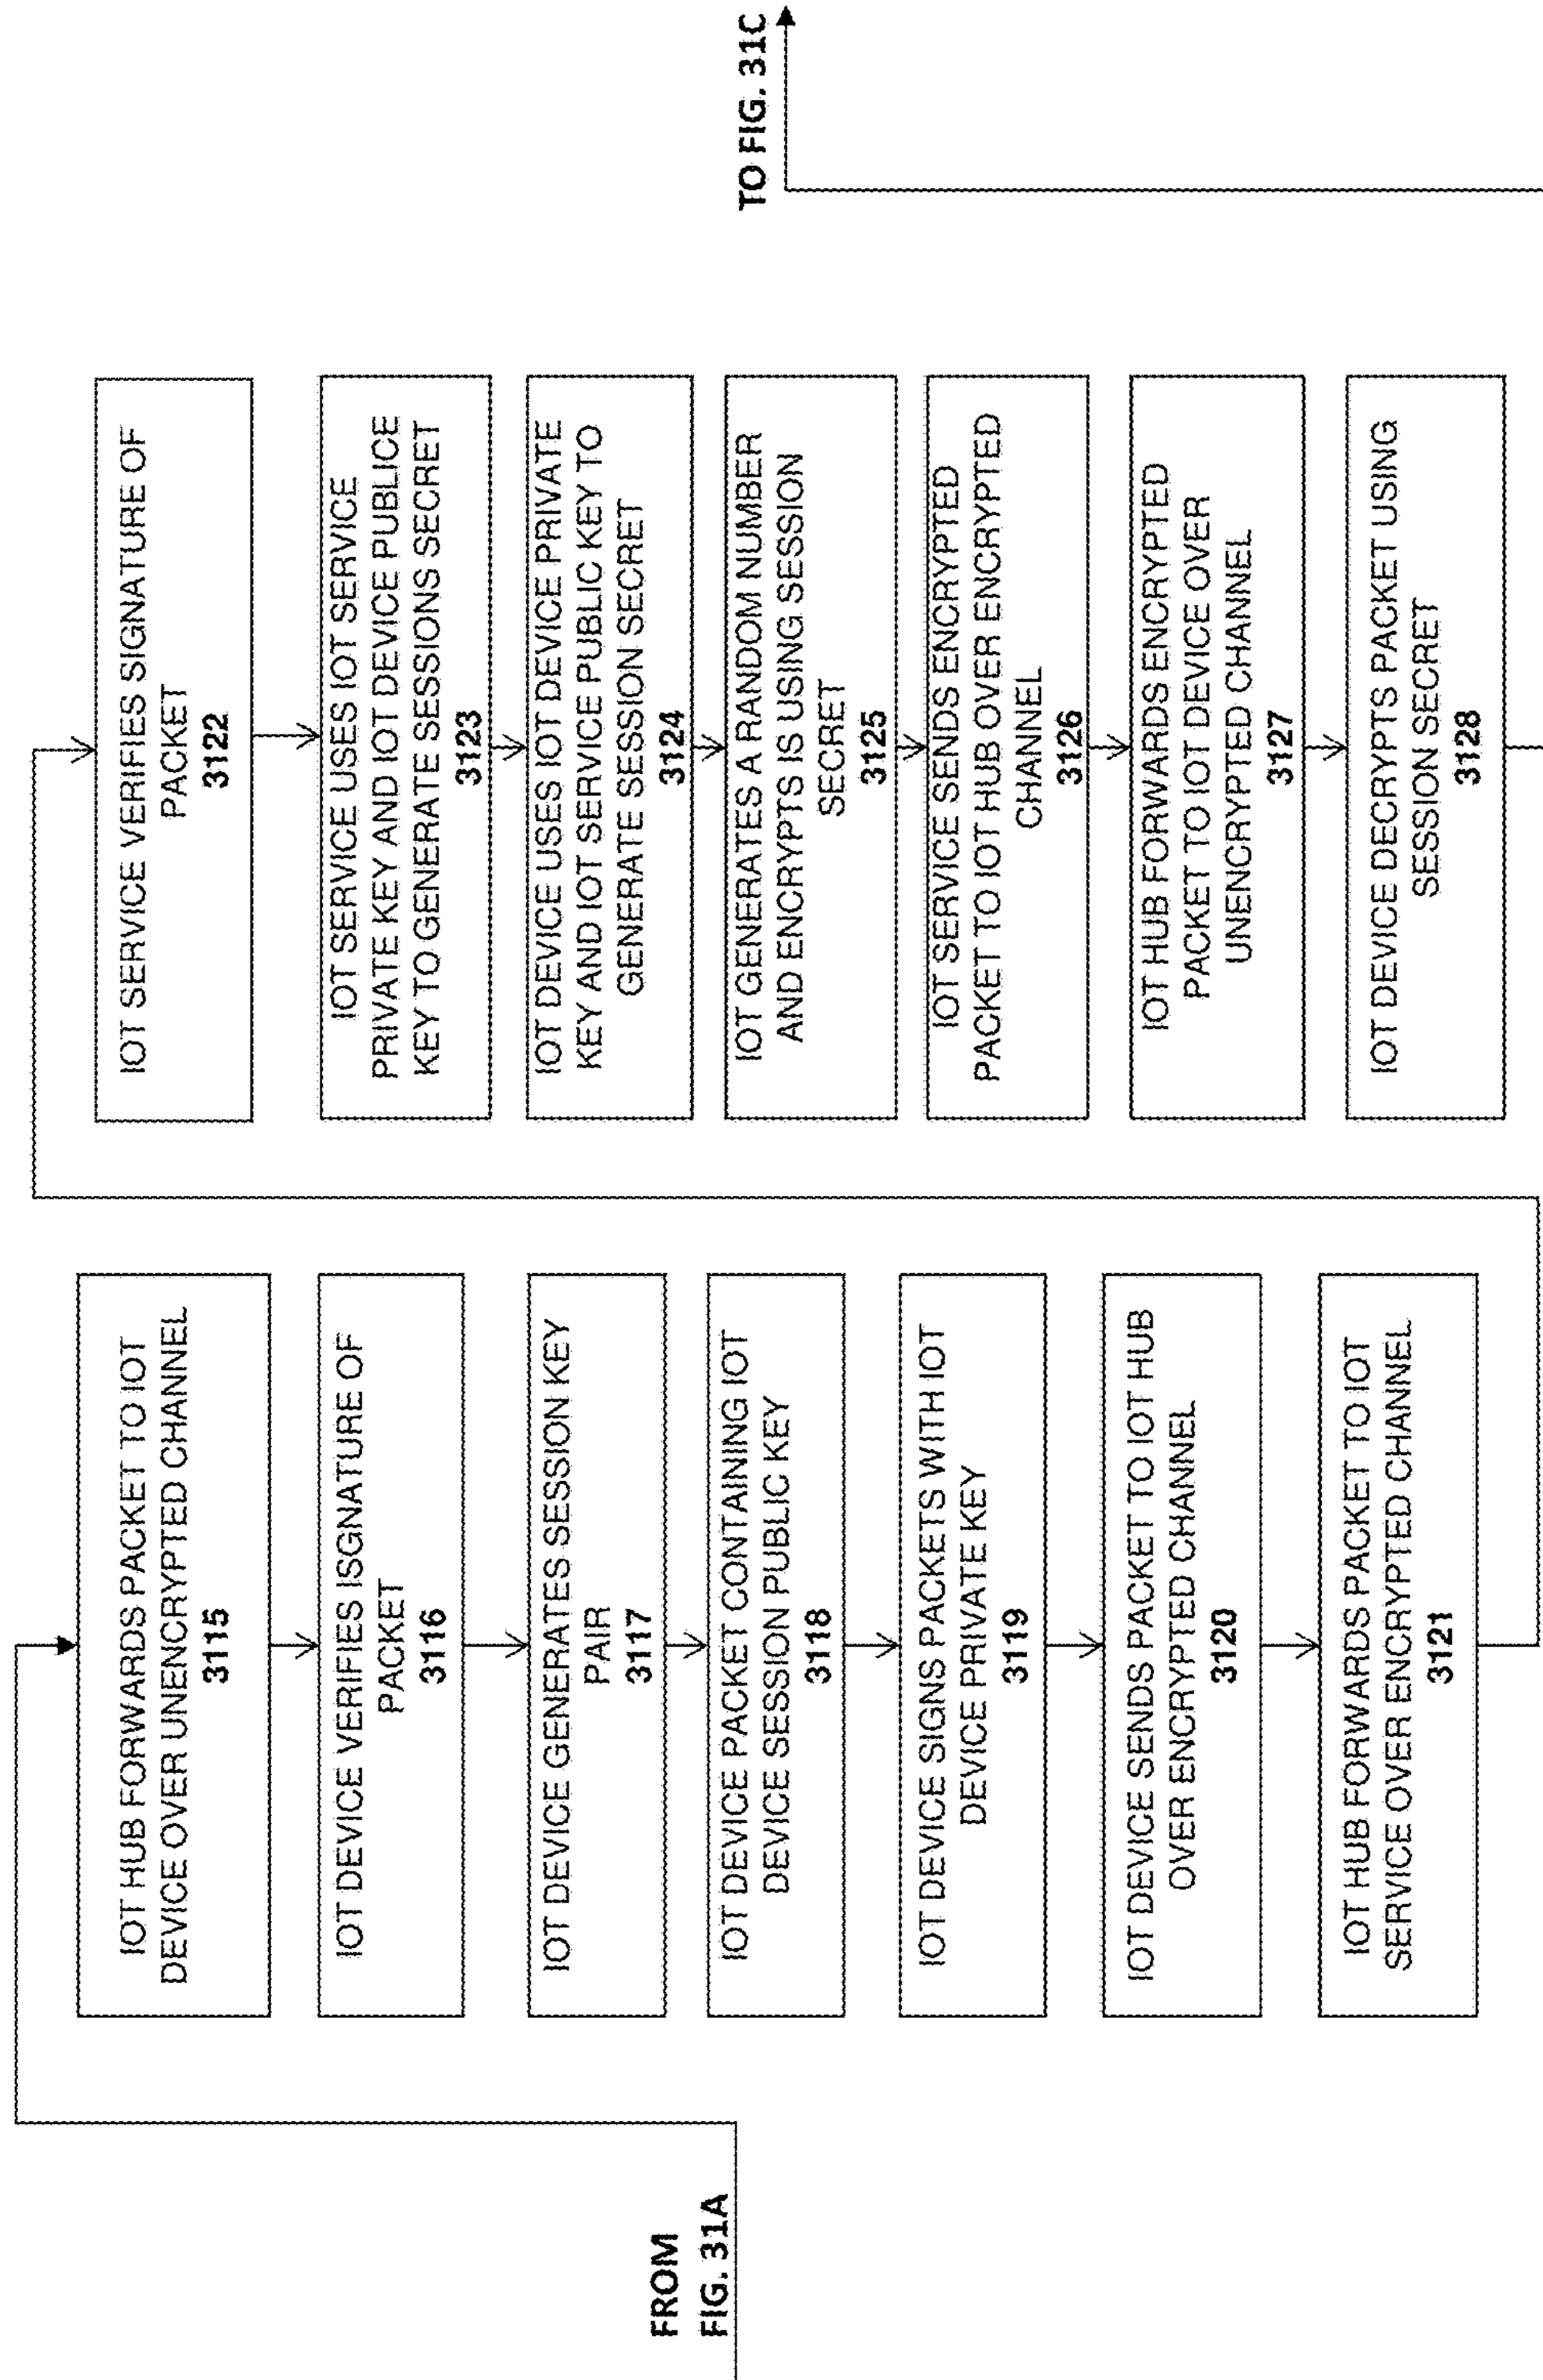 FROM
FIG. 31A
IOT HUB FORWARDS PACKET TO IOT
DEVICE OVER UNENCRYPTED CHANNEL
3115
IOT DEVICE VERIFIES ISGNATURE OF
PACKET
3116
IOT DEVICE GENERATES SESSION KEY
PAIR
3117
IOT DEVICE PACKET CONTAINING IOT
DEVICE SESSION PUBLIC KEY
3118
IOT DEVICE SIGNS PACKETS WITH IOT
DEVICE PRIVATE KEY
3119
IOT DEVICE SENDS PACKET TO IOT HUB
OVER ENCRYPTED CHANNEL
3120
IOT HUB FORWARDS PACKET TO IOT
SERVICE OVER ENCRYPTED CHANNEL
3121
IOT SERVICE VERIFIES SIGNATURE OF
PACKET
3122
IOT SERVICE USES IOT SERVICE
PRIVATE KEY AND IOT DEVICE PUBLICE
KEY TO GENERATE SESSIONS SECRET
3123
IOT DEVICE USES IOT DEVICE PRIVATE
KEY AND IOT SERVICE PUBLIC KEY TO
GENERATE SESSION SECRET
3124
IOT GENERATES A RANDOM NUMBER
AND ENCRYPTS IS USING SESSION
SECRET
3125
IOT SERVICE SENDS ENCRYPTED
PACKET TO IOT HUB OVER ENCRYPTED
CHANNEL
3126
IOT HUB FORWARDS ENCRYPTED
PACKET TO IOT DEVICE OVER
UNENCRYPTED CHANNEL
3127
IOT DEVICE DECRYPTS PACKET USING
SESSION SECRET
3128
TO FIG. 31C